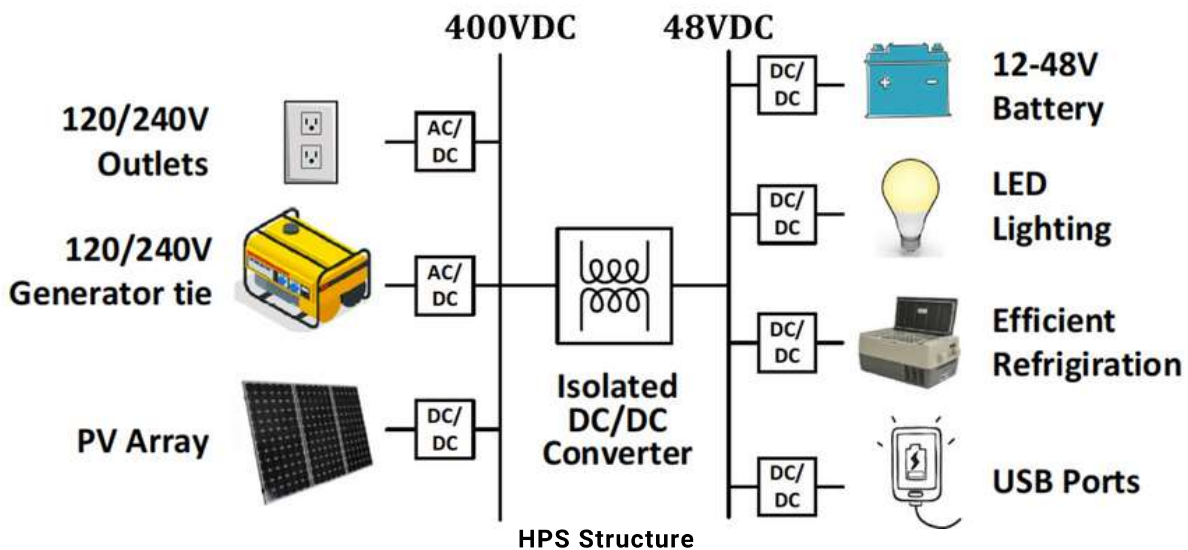 400VDC
48VDC
120/240V
Outlets
AC/
DC
120/240V
Generator tie
AC/
DC
PV Array
DC/
DC
Isolated
DC/DC
Converter
DC/
DC
12-48V
Battery
DC/
DC
LED
Lighting
DC/
DC
Efficient
Refrigiration
DC/
DC
USB Ports
HPS Structure